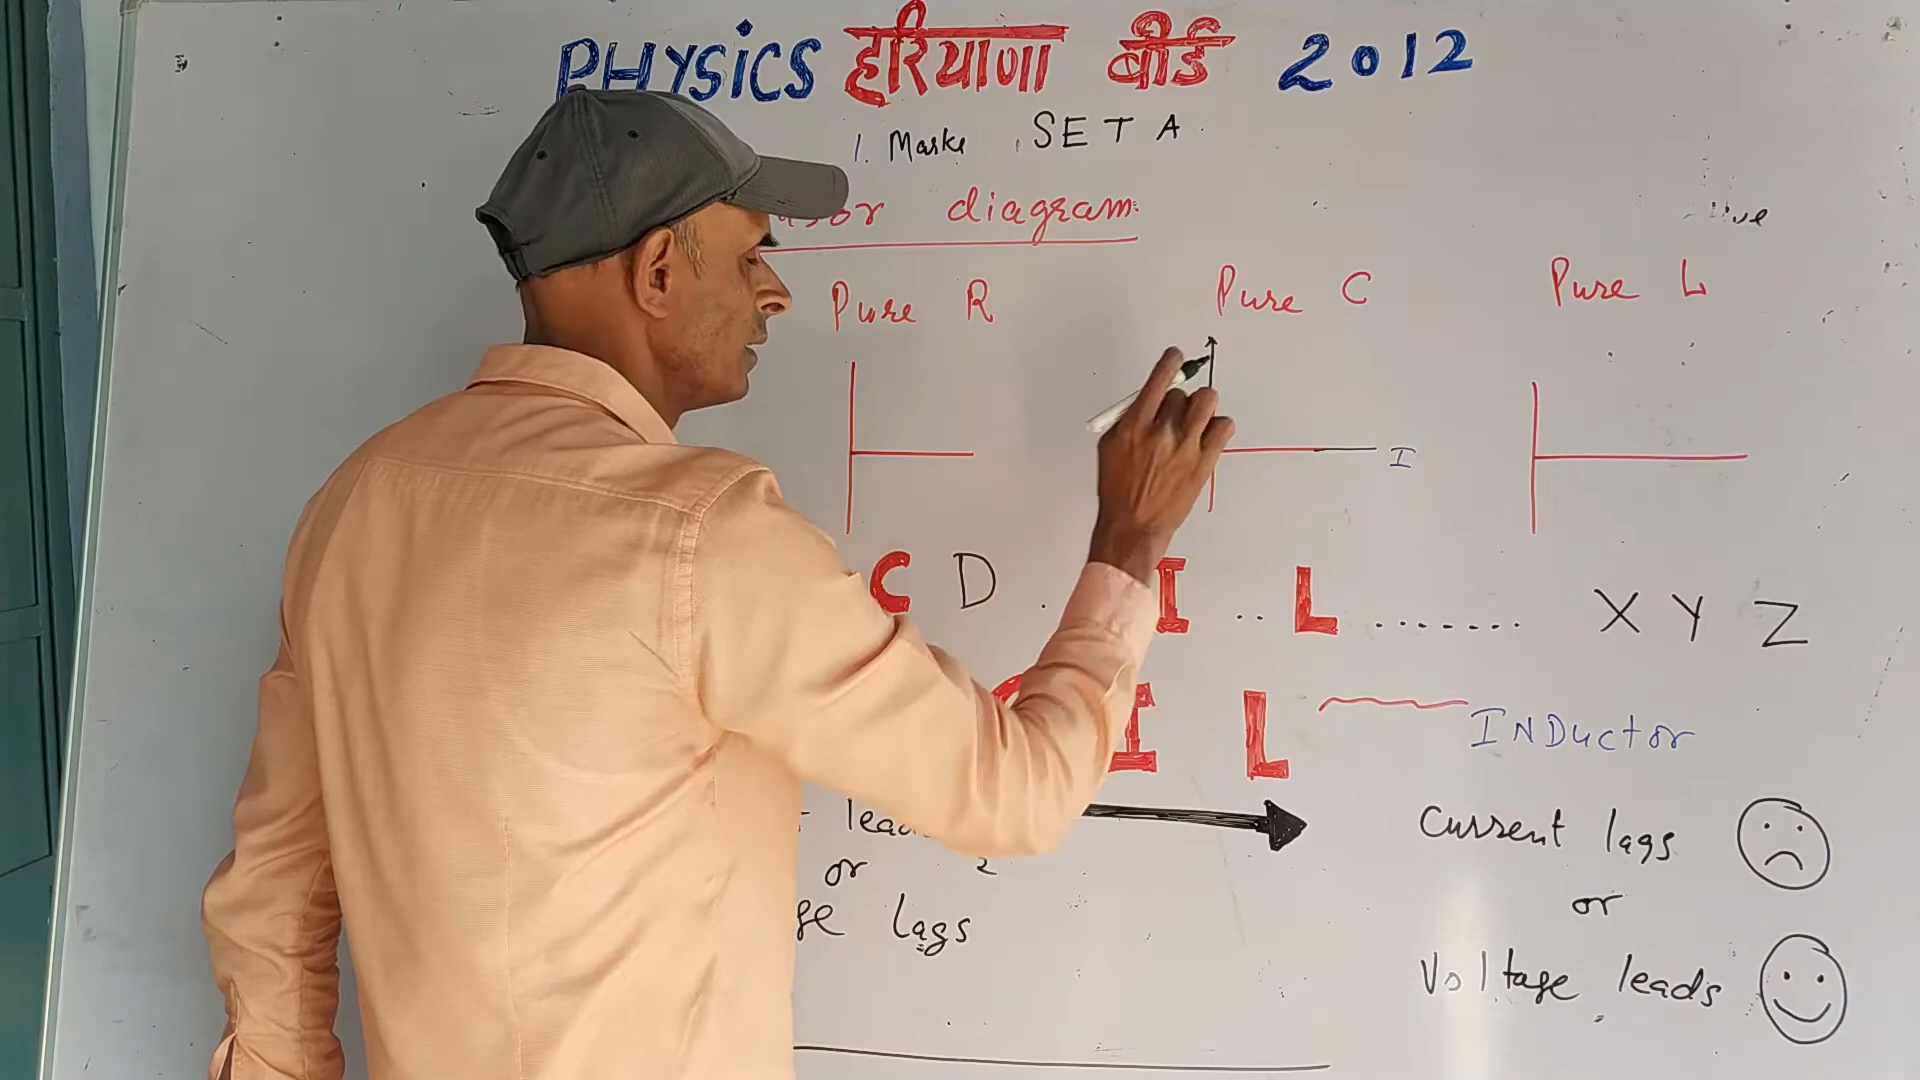 PHYSICS हरियाणा बोर्ड 2012
1. Marks SET A
diagram
Pure R Pure C Pure L
I
C D . I .. L ....... X Y Z
I L INDuctor
Current lags
or
or
lags
Voltage leads